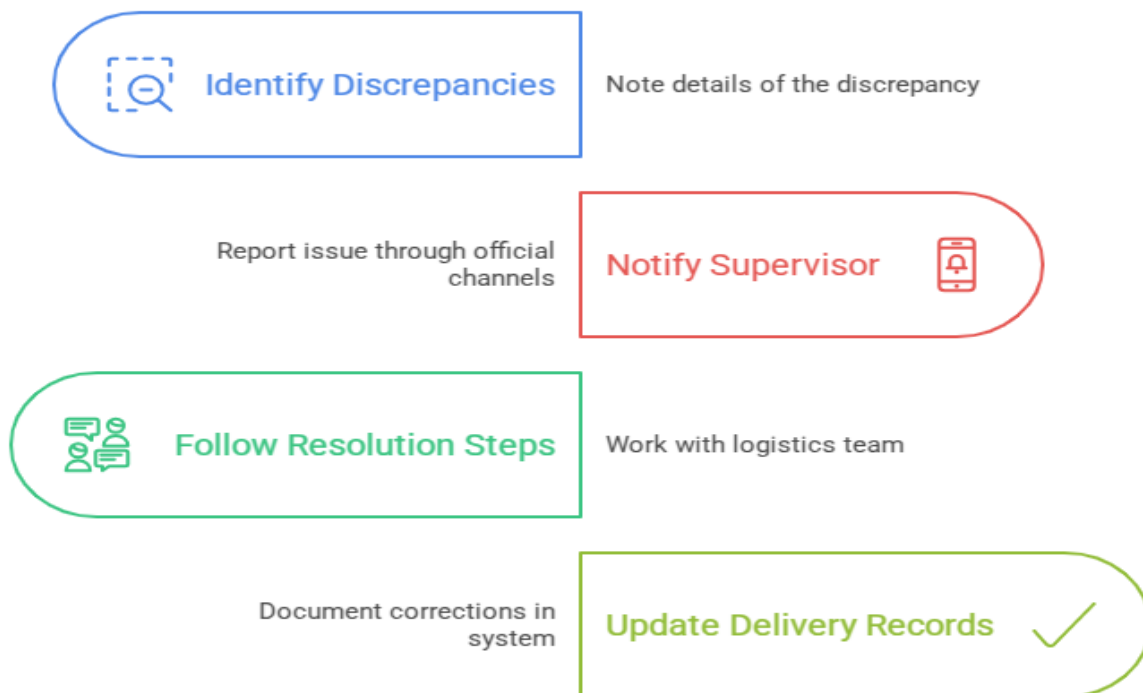 Identify Discrepancies
Note details of the discrepancy
Report issue through official
channels
Notify Supervisor
Follow Resolution Steps
Work with logistics team
Document corrections in
system
Update Delivery Records